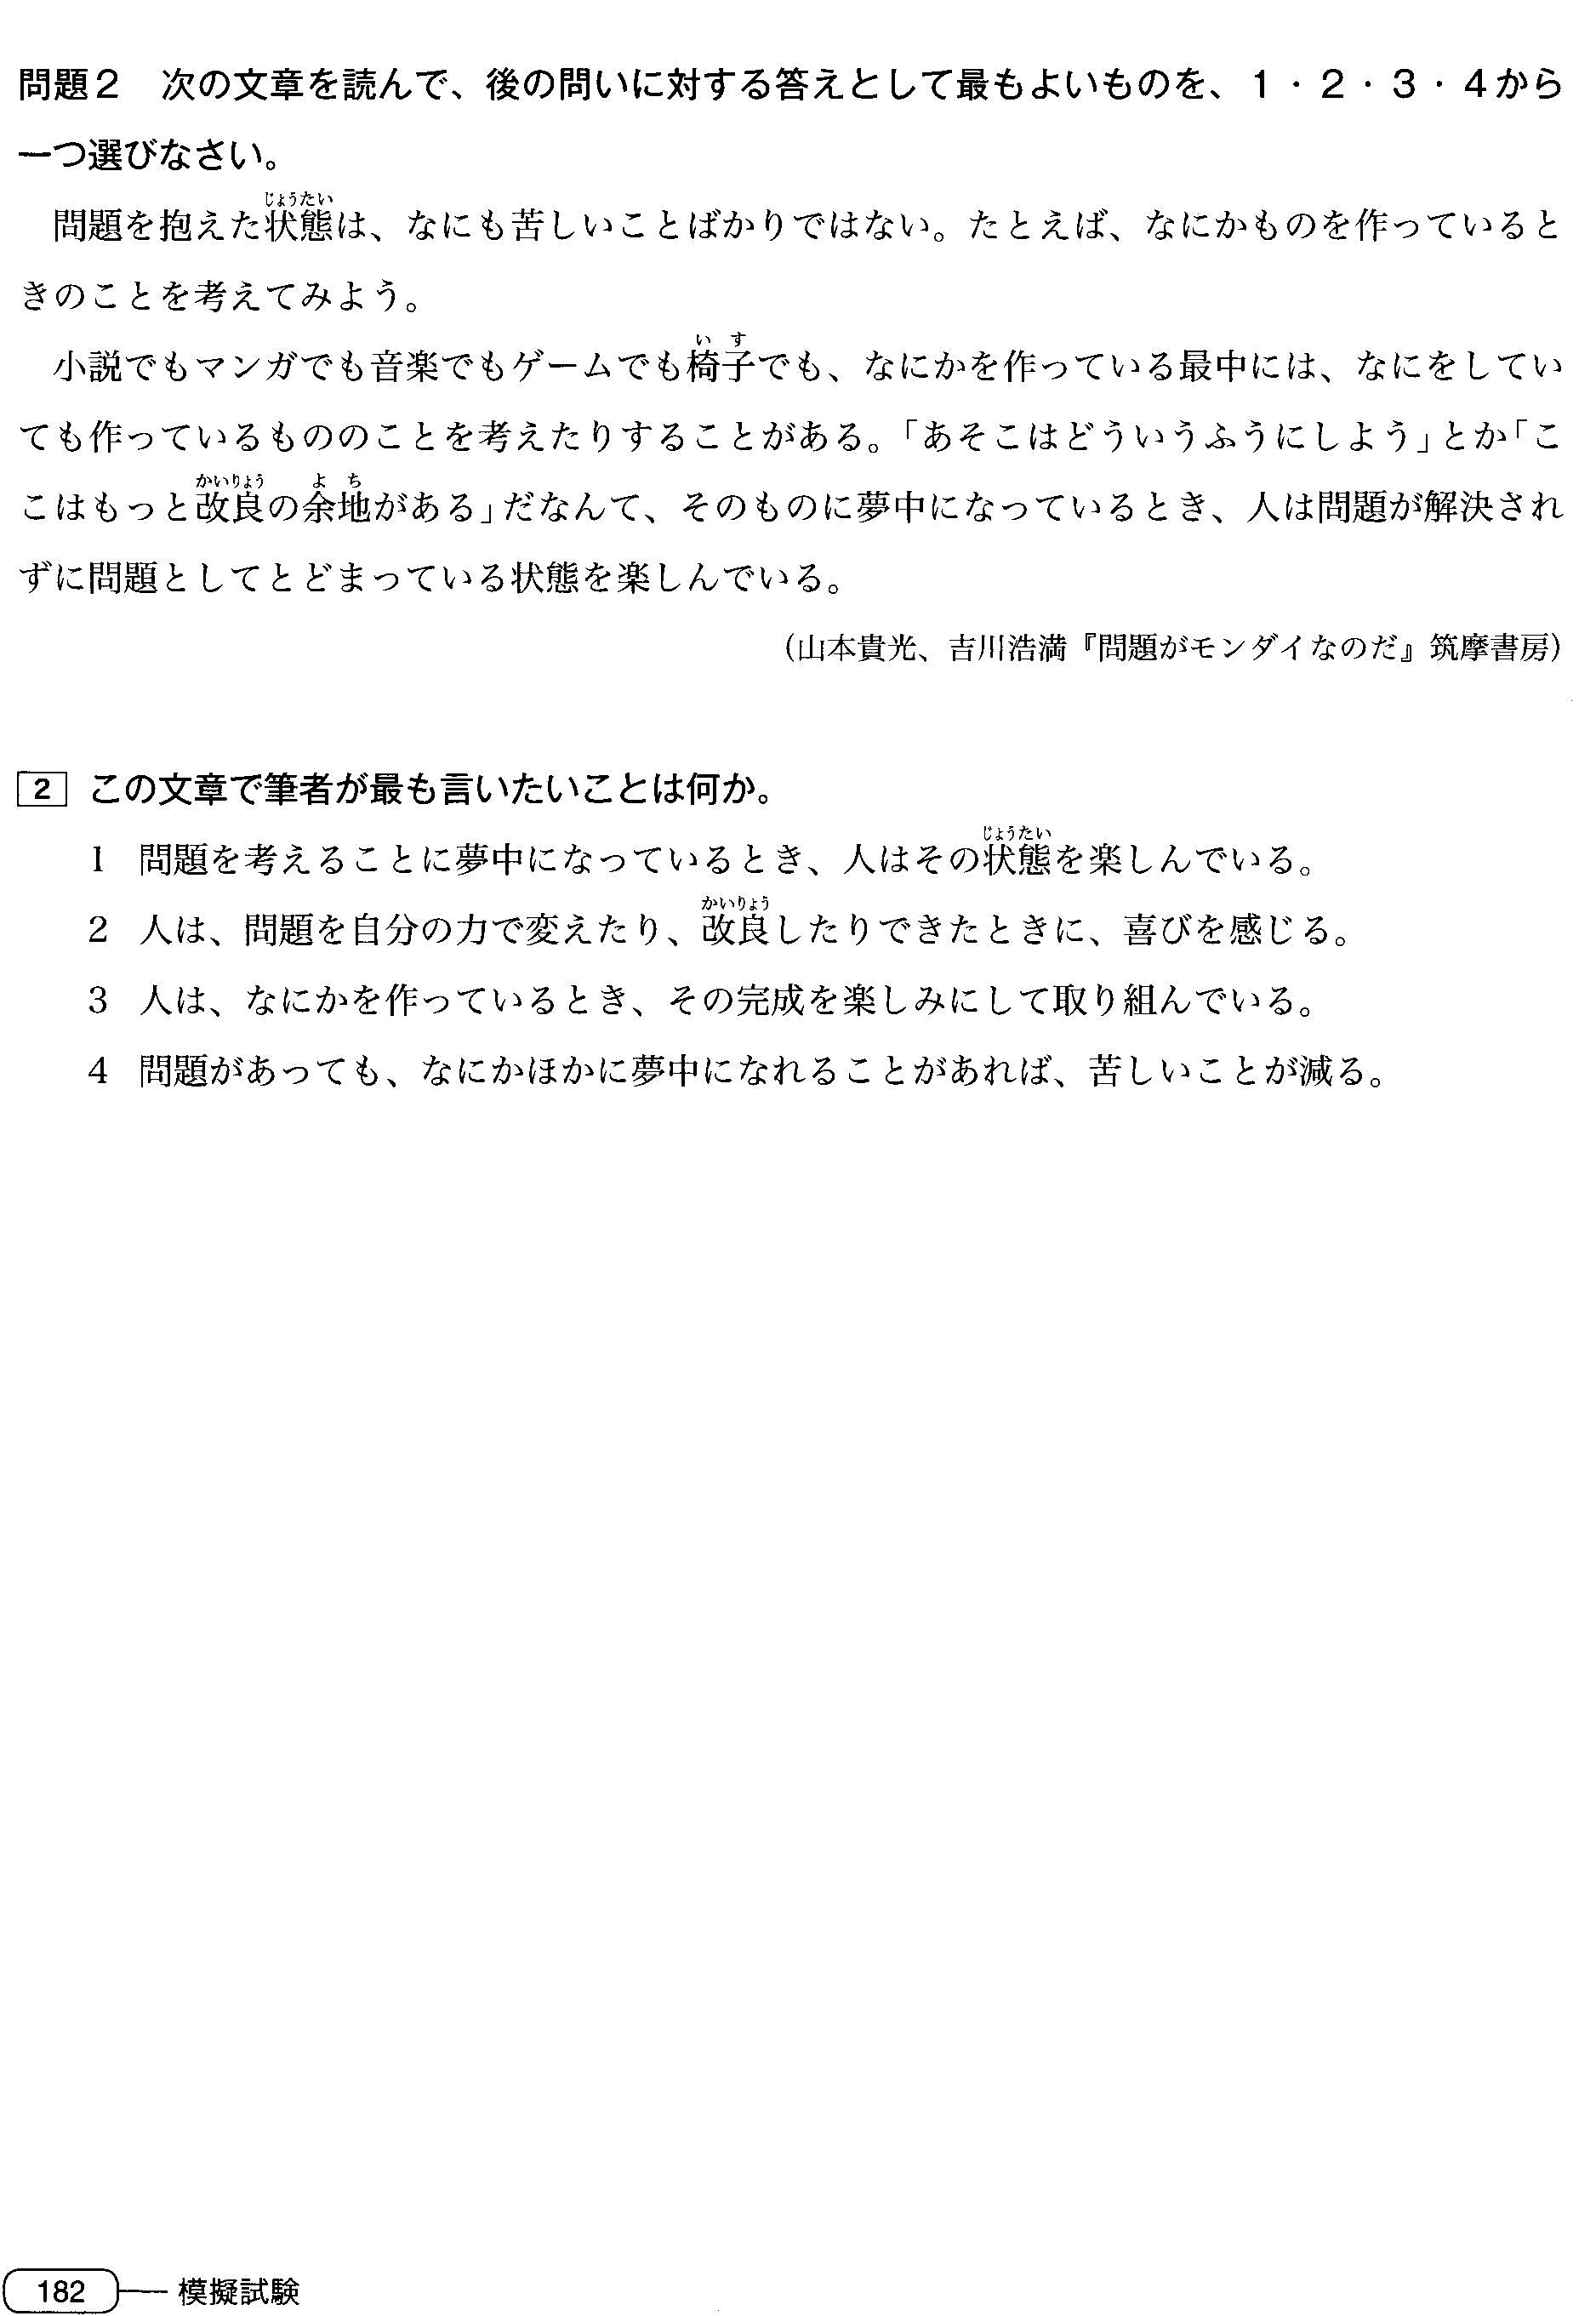 問題２　次の文章を読んで、後の問いに対する答えとして最もよいものを、１・２・３・４から
一つ選びなさい。
じょうたい
問題を抱えた状態は、なにも苦しいことばかりではない。たとえば、なにかものを作っていると
きのことを考えてみよう。
いす
小説でもマンガでも音楽でもゲームでも椅子でも、なにかを作っている最中には、なにをしてい
ても作っているもののことを考えたりすることがある。「あそこはどういうふうにしよう」とか「こ
かいりょう　よち
こはもっと改良の余地がある」だなんて、そのものに夢中になっているとき、人は問題が解決され
ずに問題としてとどまっている状態を楽しんでいる。
（山本貴光、吉川浩満『問題がモンダイなのだ』筑摩書房）
2 この文章で筆者が最も言いたいことは何か。
じょうたい
1 問題を考えることに夢中になっているとき、人はその状態を楽しんでいる。
かいりょう
2 人は、問題を自分の力で変えたり、改良したりできたときに、喜びを感じる。
3 人は、なにかを作っているとき、その完成を楽しみにして取り組んでいる。
4 問題があっても、なにかほかに夢中になれることがあれば、苦しいことが減る。
182 模擬試験